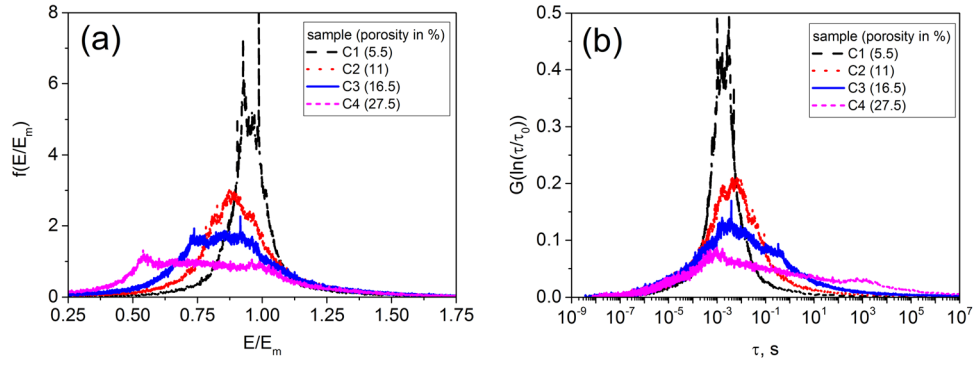 (a)
sample (porosity in %)
C1 (5.5)
C2 (11)
C3 (16.5)
C4 (27.5)
f(E/Eₘ)
8
6
4
2
0
0.25 0.50 0.75 1.00 1.25 1.50 1.75
E/Eₘ
(b)
sample (porosity in %)
C1 (5.5)
C2 (11)
C3 (16.5)
C4 (27.5)
G(ln(τ/τ₀))
0.5
0.4
0.3
0.2
0.1
0.0
10⁻⁹ 10⁻⁷ 10⁻⁵ 10⁻³ 10⁻¹ 10¹ 10³ 10⁵ 10⁷
τ, s